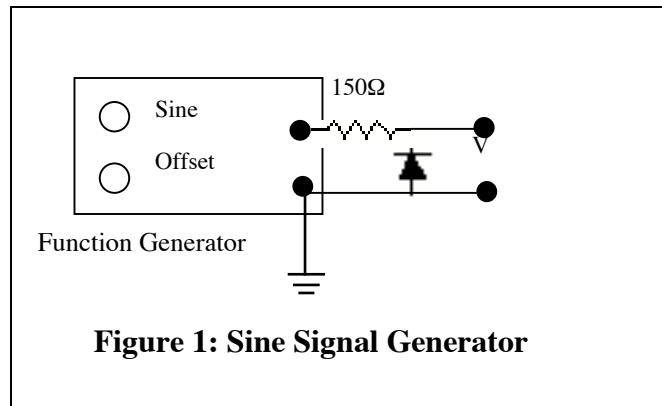 150Ω
Sine
V
Offset
Function Generator
Figure 1: Sine Signal Generator